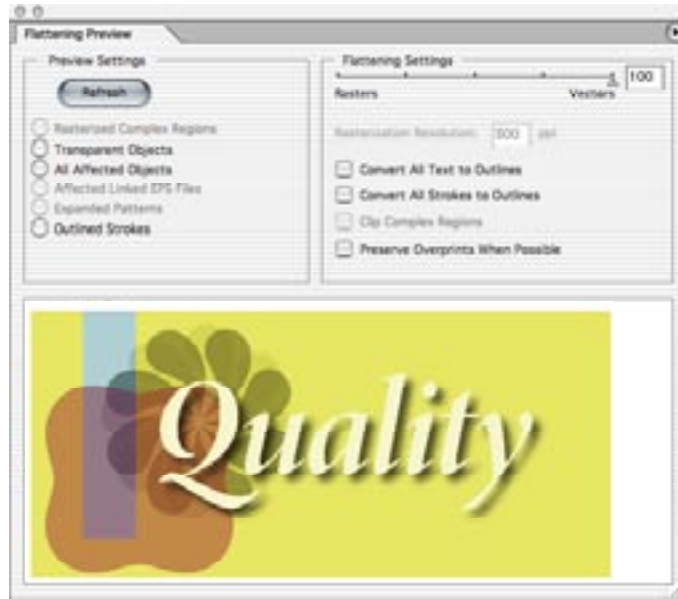 Flattening Preview
Preview Settings
Refresh
Rasterized Complex Regions
Transparent Objects
All Affected Objects
Affected Linked EPS Files
Expanded Patterns
Outlined Strokes
Flattening Settings
100
Rasters Vectors
Rasterization Resolution: 300 ppi
Convert All Text to Outlines
Convert All Strokes to Outlines
Clip Complex Regions
Preserve Overprints When Possible
Quality